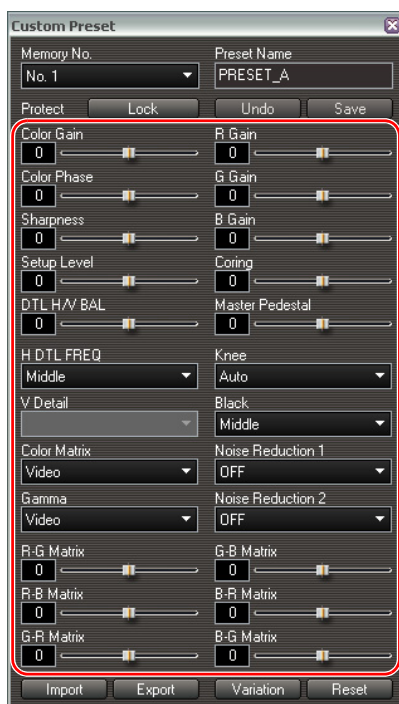 Custom Preset
Memory No. Preset Name
No. 1 PRESET_A
Protect Lock Undo Save
Color Gain R Gain
0 0
Color Phase G Gain
0 0
Sharpness B Gain
0 0
Setup Level Coring
0 0
DTL H/V BAL Master Pedestal
0 0
H DTL FREQ Knee
Middle Auto
V Detail Black
Middle
Color Matrix Noise Reduction 1
Video OFF
Gamma Noise Reduction 2
Video OFF
R-G Matrix G-B Matrix
0 0
R-B Matrix B-R Matrix
0 0
G-R Matrix B-G Matrix
0 0
Import Export Variation Reset